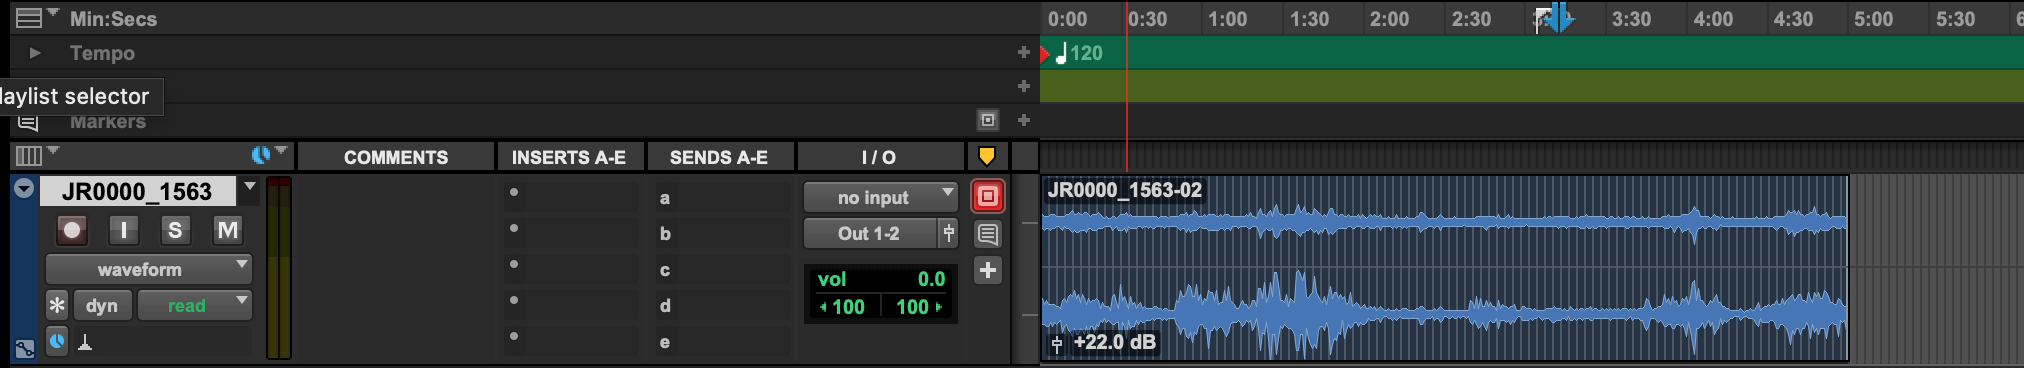 Min:Secs
0:00 0:30 1:00 1:30 2:00 2:30 3:30 4:00 4:30 5:00 5:30 6
Tempo
120
laylist selector
Markers
COMMENTS INSERTS A-E SENDS A-E I / O
JR0000_1563
I S M
waveform
dyn read
a
b
c
d
e
no input
Out 1-2
vol 0.0
100 100
JR0000_1563-02
+22.0 dB